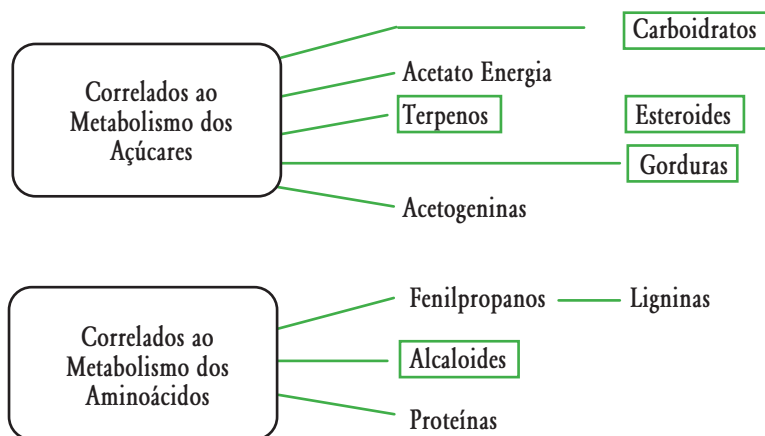 Carboidratos
Correlados ao
Metabolismo dos
Açúcares
Acetato Energia
Terpenos
Esteroides
Gorduras
Acetogeninas
Correlados ao
Metabolismo dos
Aminoácidos
Fenilpropanos
Ligninas
Alcaloides
Proteínas